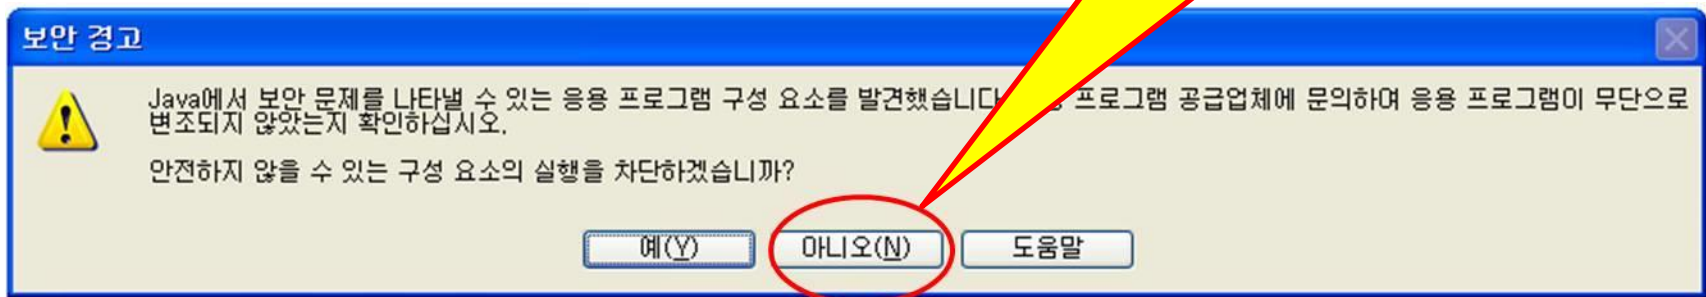 보안 경고
Java에서 보안 문제를 나타낼 수 있는 응용 프로그램 구성 요소를 발견했습니다 프로그램 공급업체에 문의하여 응용 프로그램이 무단으로
변조되지 않았는지 확인하십시오.
안전하지 않을 수 있는 구성 요소의 실행을 차단하겠습니까?
예(Y) 아니오(N) 도움말